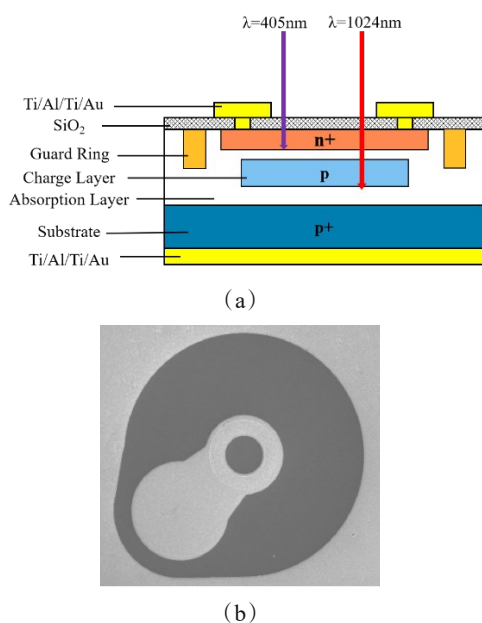 λ=405nm λ=1024nm
Ti/Al/Ti/Au
SiO₂
n+
Guard Ring
Charge Layer p
Absorption Layer
Substrate p+
Ti/Al/Ti/Au
(a)
(b)